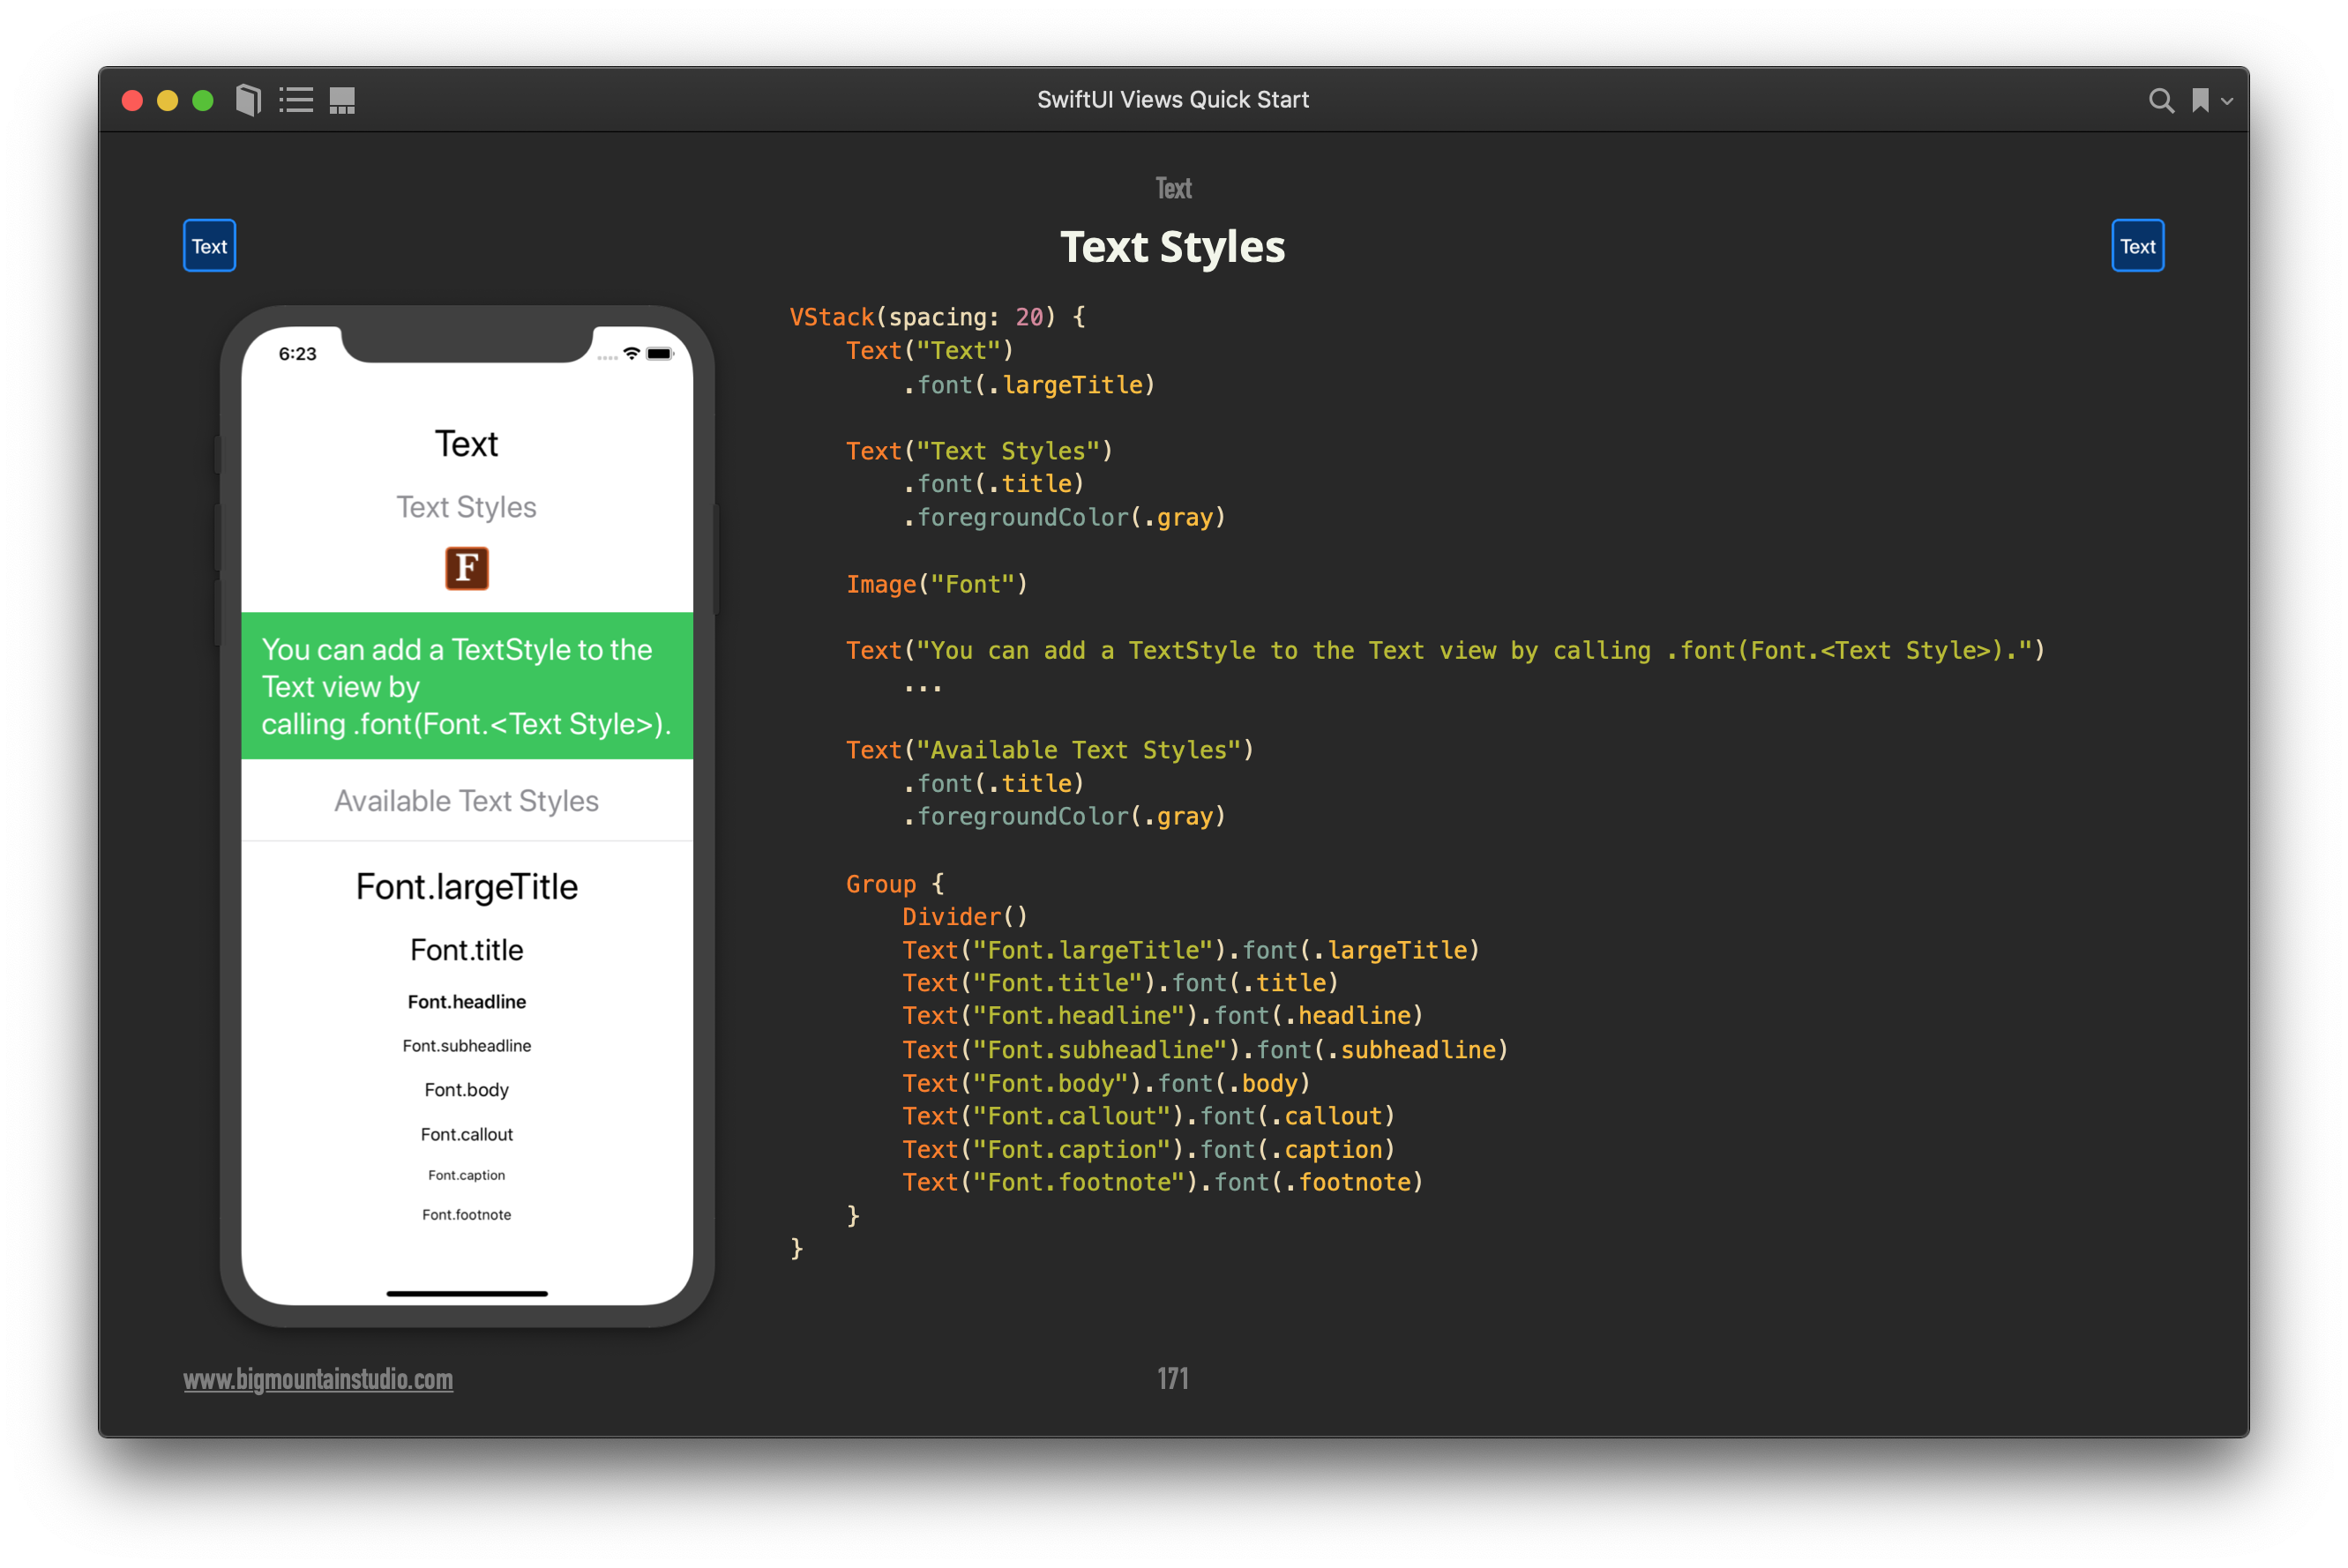 SwiftUI Views Quick Start
Text
Text
Text Styles
Text
6:23
Text
Text Styles
F
You can add a TextStyle to the
Text view by
calling .font(Font.<Text Style>).
Available Text Styles
Font.largeTitle
Font.title
Font.headline
Font.subheadline
Font.body
Font.callout
Font.caption
Font.footnote
VStack(spacing: 20) {
    Text("Text")
        .font(.largeTitle)
    Text("Text Styles")
        .font(.title)
        .foregroundColor(.gray)
    Image("Font")
    Text("You can add a TextStyle to the Text view by calling .font(Font.<Text Style>).")
        ...
    Text("Available Text Styles")
        .font(.title)
        .foregroundColor(.gray)
    Group {
        Divider()
        Text("Font.largeTitle").font(.largeTitle)
        Text("Font.title").font(.title)
        Text("Font.headline").font(.headline)
        Text("Font.subheadline").font(.subheadline)
        Text("Font.body").font(.body)
        Text("Font.callout").font(.callout)
        Text("Font.caption").font(.caption)
        Text("Font.footnote").font(.footnote)
    }
}
www.bigmountainstudio.com
171